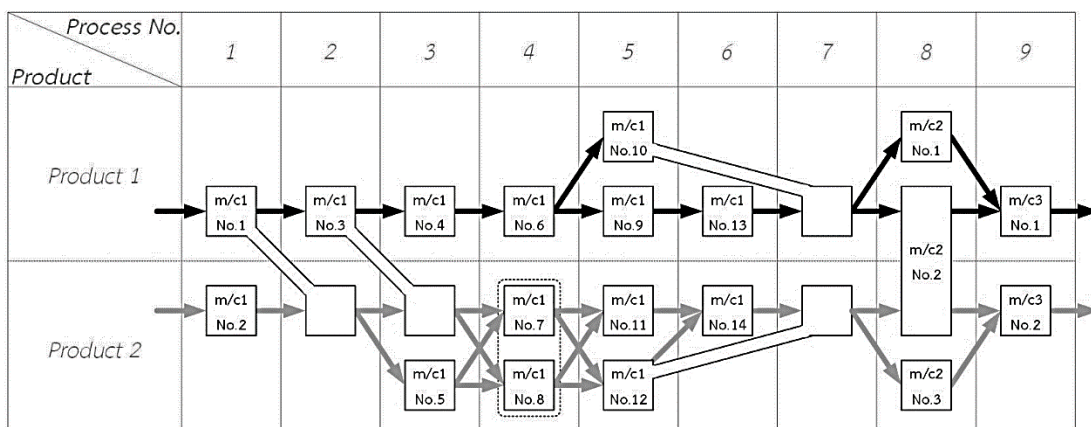 Process No.
Product
1 2 3 4 5 6 7 8 9
Product 1
m/c1
No.10
m/c2
No.1
m/c1
No.1
m/c1
No.3
m/c1
No.4
m/c1
No.6
m/c1
No.9
m/c1
No.13
m/c3
No.1
m/c2
No.2
Product 2
m/c1
No.2
m/c1
No.7
m/c1
No.11
m/c1
No.14
m/c3
No.2
m/c1
No.5
m/c1
No.8
m/c1
No.12
m/c2
No.3